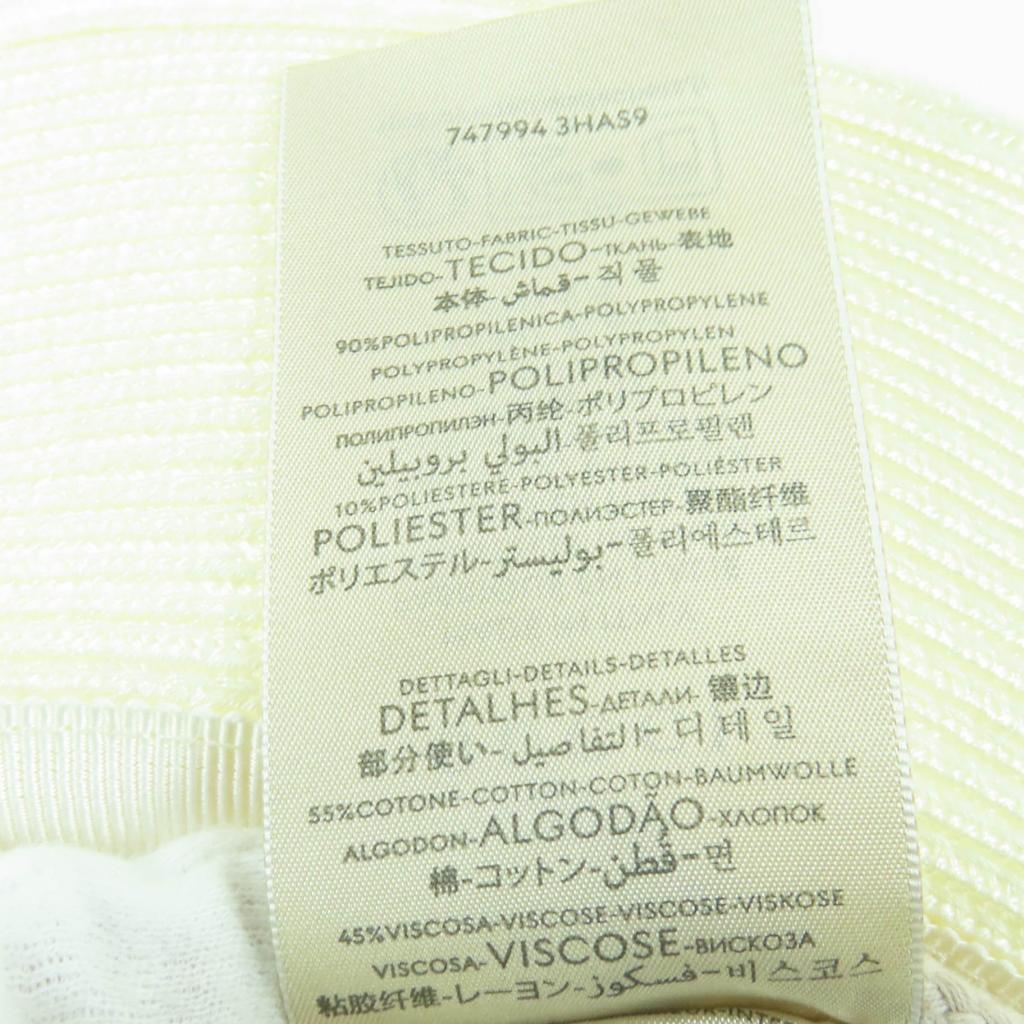 747994 3HAS9
TESSUTO-FABRIC-TISSU-GEWEBE
TEJIDO-TECIDO-ТКАНЬ-表地
本体-قماش-직물
90%POLIPROPILENICA-POLYPROPYLENE
POLYPROPYLÈNE-POLYPROPYLEN
POLIPROPILENO-POLIPROPILENO
ПОЛИПРОПИЛЭН-丙纶-ポリプロピレン
البولي بروبيلين-폴리프로필렌
10%POLIESTERE-POLYESTER-POLIÉSTER
POLIESTER-ПОЛИЭСТЕР-聚酯纤维
ポリエステル-بوليستر-폴리에스테르
DETTAGLI-DETAILS-DETALLES
DETALHES-ДЕТАЛИ-镶边
部分使い-التفاصيل-디테일
55%COTONE-COTTON-COTON-BAUMWOLLE
ALGODON-ALGODÃO-ХЛОПОК
棉-コットン-قطن-면
45%VISCOSA-VISCOSE-VISCOSE-VISKOSE
VISCOSA-VISCOSE-ВИСКОЗА
粘胶纤维-レーヨン-فسكوز-비스코스